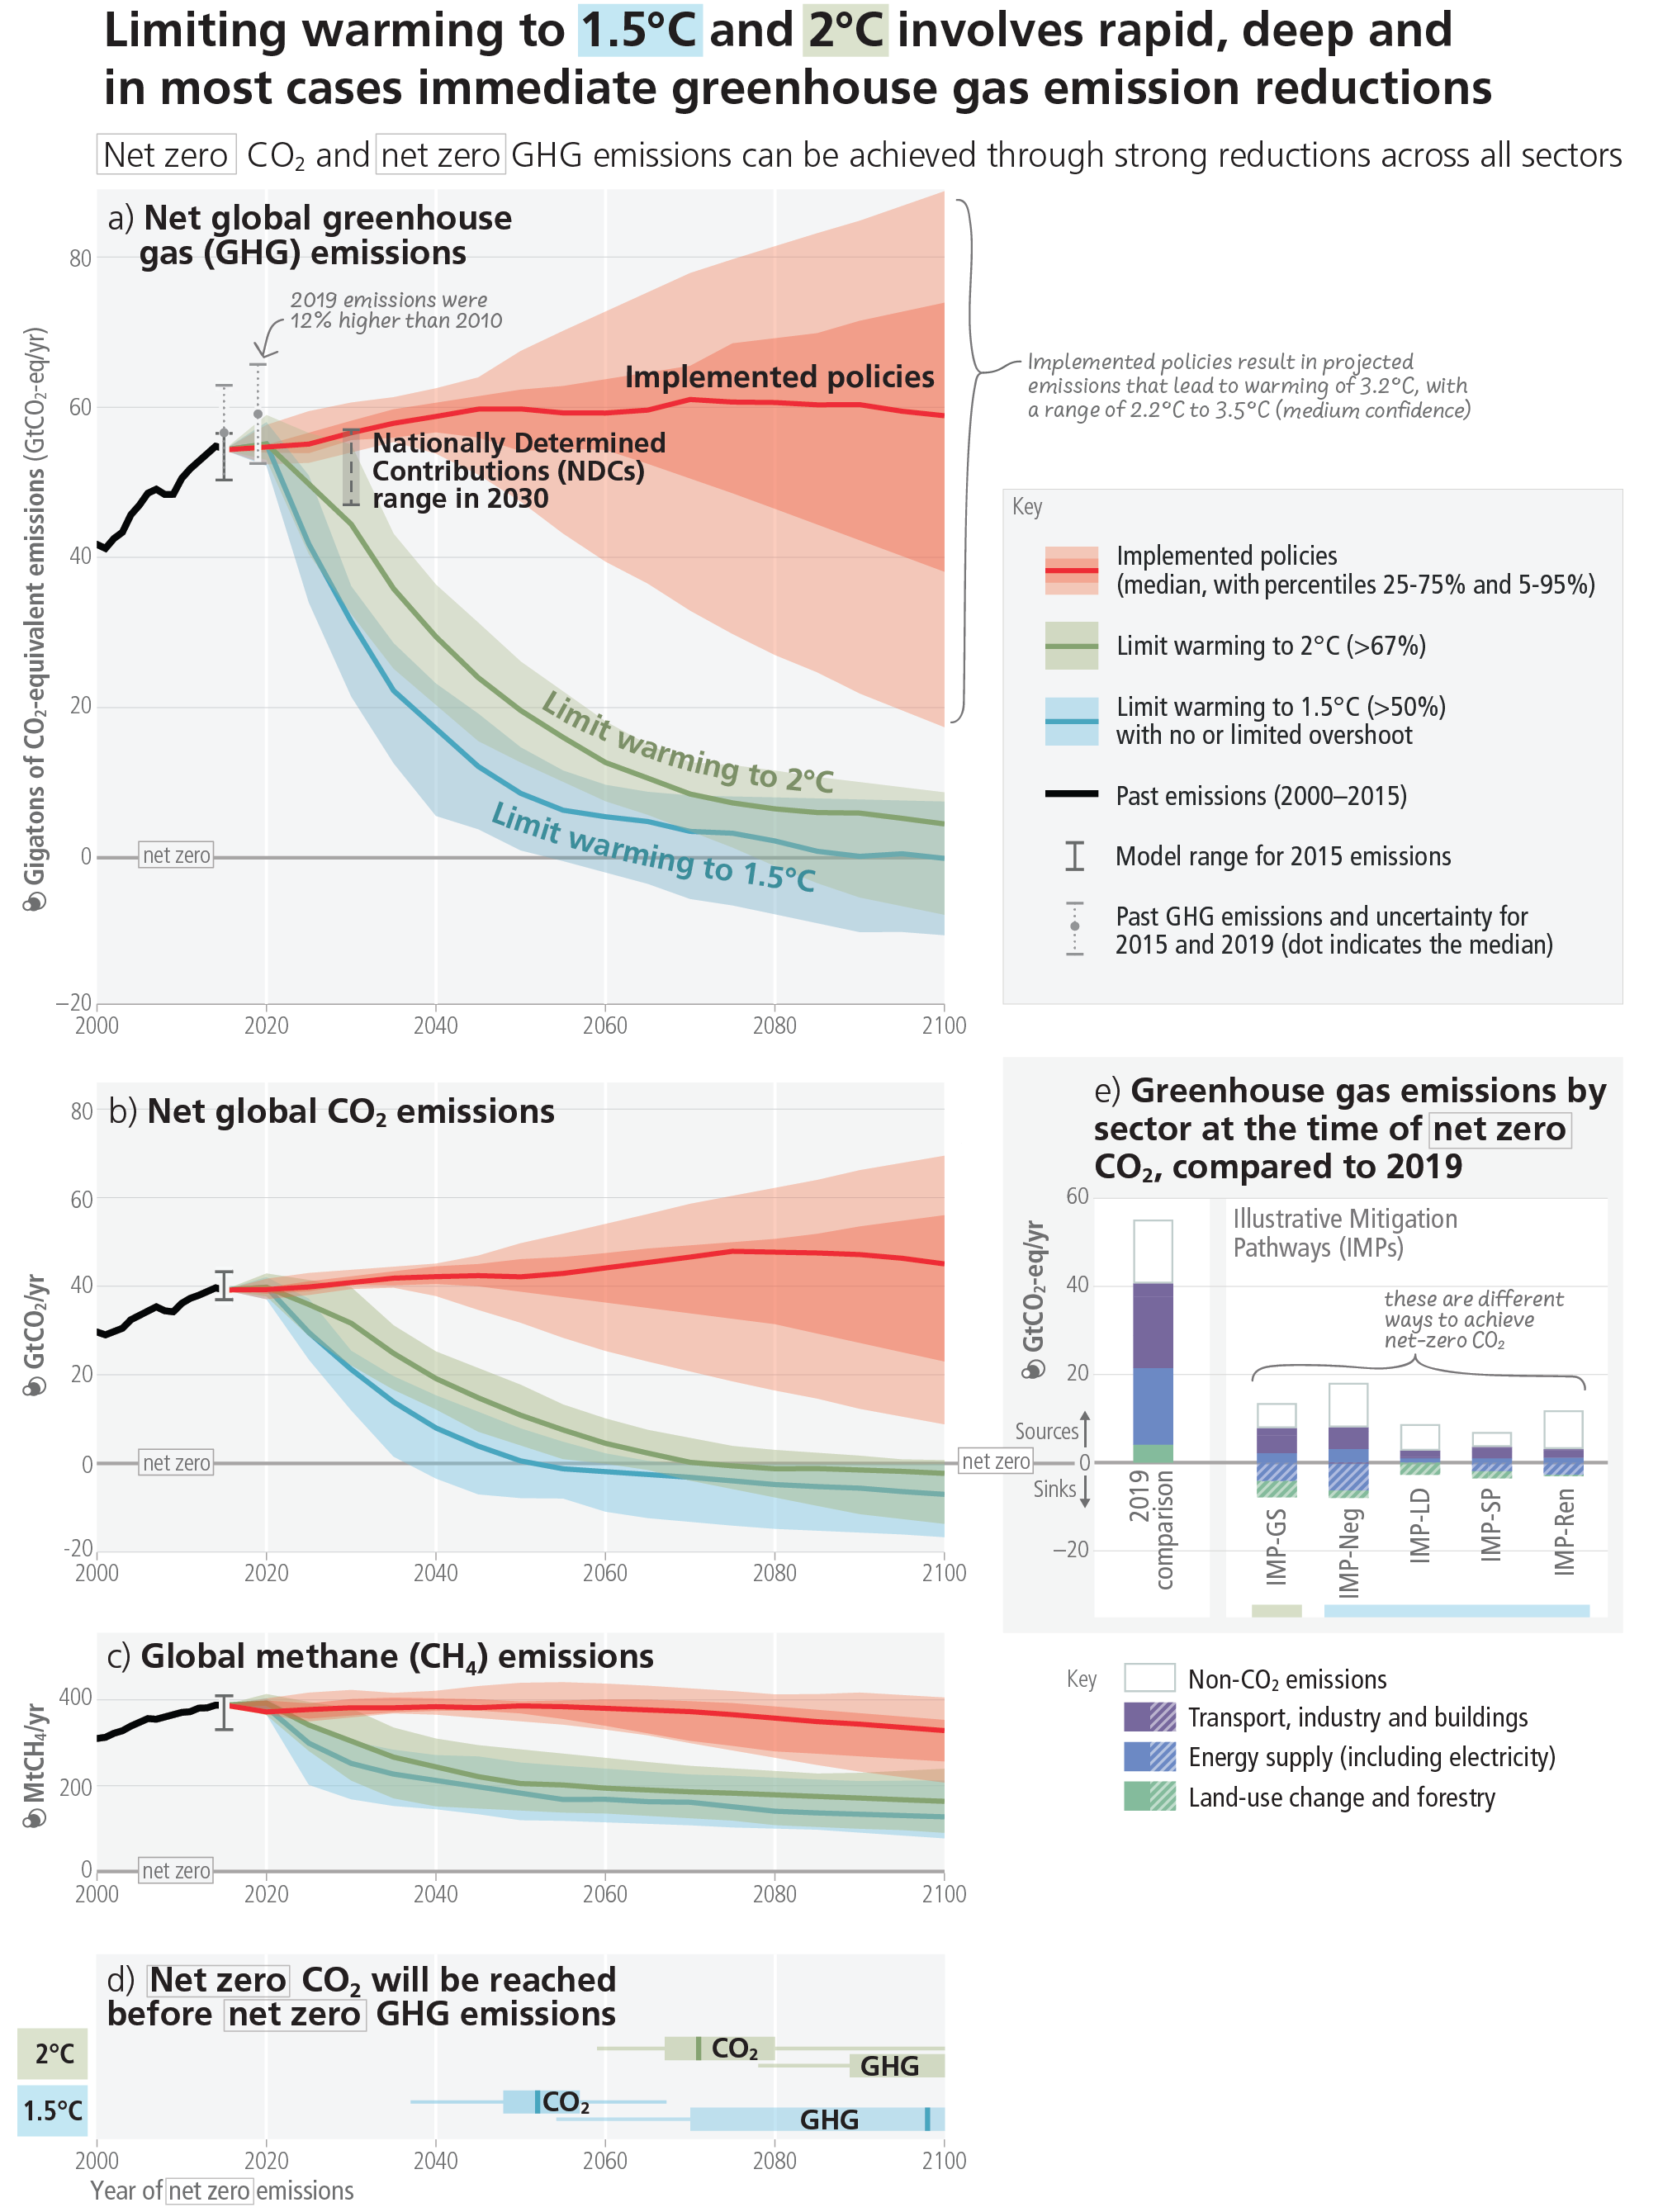 Limiting warming to 1.5°C and 2°C involves rapid, deep and
in most cases immediate greenhouse gas emission reductions
Net zero CO₂ and net zero GHG emissions can be achieved through strong reductions across all sectors
a) Net global greenhouse
gas (GHG) emissions
Gigatons of CO₂-equivalent emissions (GtCO₂-eq/yr)
80
60
40
20
0
−20
2019 emissions were
12% higher than 2010
Implemented policies
Nationally Determined
Contributions (NDCs)
range in 2030
Limit warming to 2°C
Limit warming to 1.5°C
net zero
2000 2020 2040 2060 2080 2100
Implemented policies result in projected
emissions that lead to warming of 3.2°C, with
a range of 2.2°C to 3.5°C (medium confidence)
Key
Implemented policies
(median, with percentiles 25-75% and 5-95%)
Limit warming to 2°C (>67%)
Limit warming to 1.5°C (>50%)
with no or limited overshoot
Past emissions (2000–2015)
Model range for 2015 emissions
Past GHG emissions and uncertainty for
2015 and 2019 (dot indicates the median)
b) Net global CO₂ emissions
GtCO₂/yr
80
60
40
20
0
-20
net zero
2000 2020 2040 2060 2080 2100
c) Global methane (CH₄) emissions
MtCH₄/yr
400
200
0
net zero
2000 2020 2040 2060 2080 2100
d) Net zero CO₂ will be reached
before net zero GHG emissions
2°C
CO₂
GHG
1.5°C
CO₂
GHG
2000 2020 2040 2060 2080 2100
Year of net zero emissions
e) Greenhouse gas emissions by
sector at the time of net zero
CO₂, compared to 2019
GtCO₂-eq/yr
60
40
20
0
−20
Sources
net zero
Sinks
Illustrative Mitigation
Pathways (IMPs)
these are different
ways to achieve
net-zero CO₂
2019
comparison
IMP-GS
IMP-Neg
IMP-LD
IMP-SP
IMP-Ren
Key
Non-CO₂ emissions
Transport, industry and buildings
Energy supply (including electricity)
Land-use change and forestry